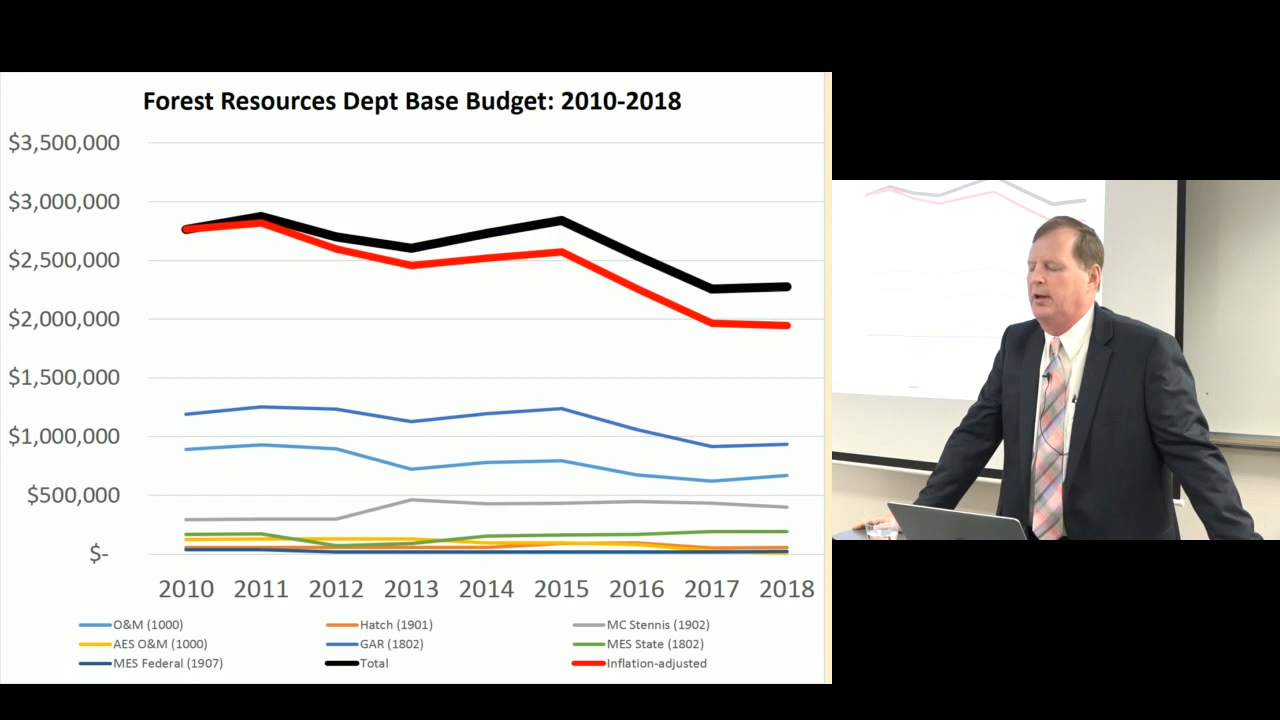 Forest Resources Dept Base Budget: 2010-2018
$3,500,000
$3,000,000
$2,500,000
$2,000,000
$1,500,000
$1,000,000
$500,000
$-
2010 2011 2012 2013 2014 2015 2016 2017 2018
O&M (1000) Hatch (1901) MC Stennis (1902)
AES O&M (1000) GAR (1802) MES State (1802)
MES Federal (1907) Total Inflation-adjusted